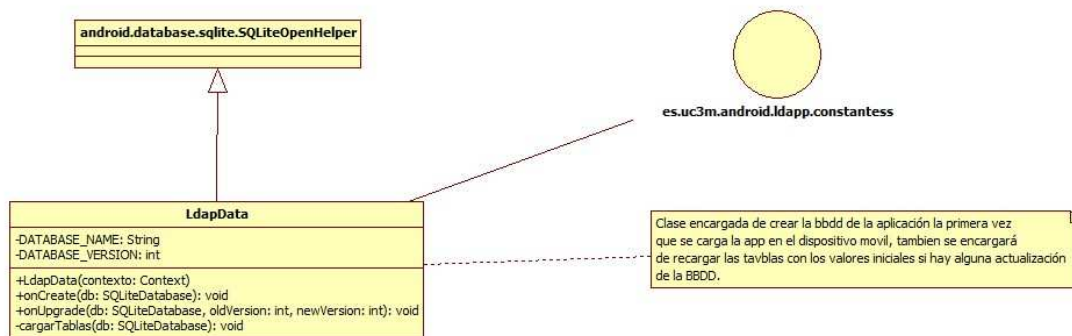 android.database.sqlite.SQLiteOpenHelper
es.uc3m.android.ldapp.constantess
LdapData
-DATABASE_NAME: String
-DATABASE_VERSION: int
+LdapData(contexto: Context)
+onCreate(db: SQLiteDatabase): void
+onUpgrade(db: SQLiteDatabase, oldVersion: int, newVersion: int): void
-cargarTablas(db: SQLiteDatabase): void
Clase encargada de crear la bbdd de la aplicación la primera vez
que se carga la app en el dispositivo movil, tambien se encargará
de recargar las tavblas con los valores iniciales si hay alguna actualización
de la BBDD.